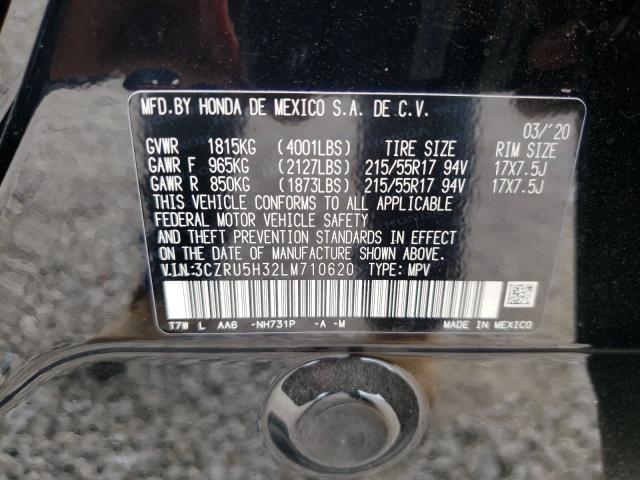 MFD.BY HONDA DE MEXICO S.A. DE C.V.
03/'20
GVWR 1815KG (4001LBS) TIRE SIZE RIM SIZE
GAWR F 965KG (2127LBS) 215/55R17 94V 17X7.5J
GAWR R 850KG (1873LBS) 215/55R17 94V 17X7.5J
THIS VEHICLE CONFORMS TO ALL APPLICABLE
FEDERAL MOTOR VEHICLE SAFETY
AND THEFT PREVENTION STANDARDS IN EFFECT
ON THE DATE OF MANUFACTURE SHOWN ABOVE.
V.I.N.:3CZRU5H32LM710620 TYPE: MPV
T7W L AA6 -NH731P -A -M
MADE IN MEXICO